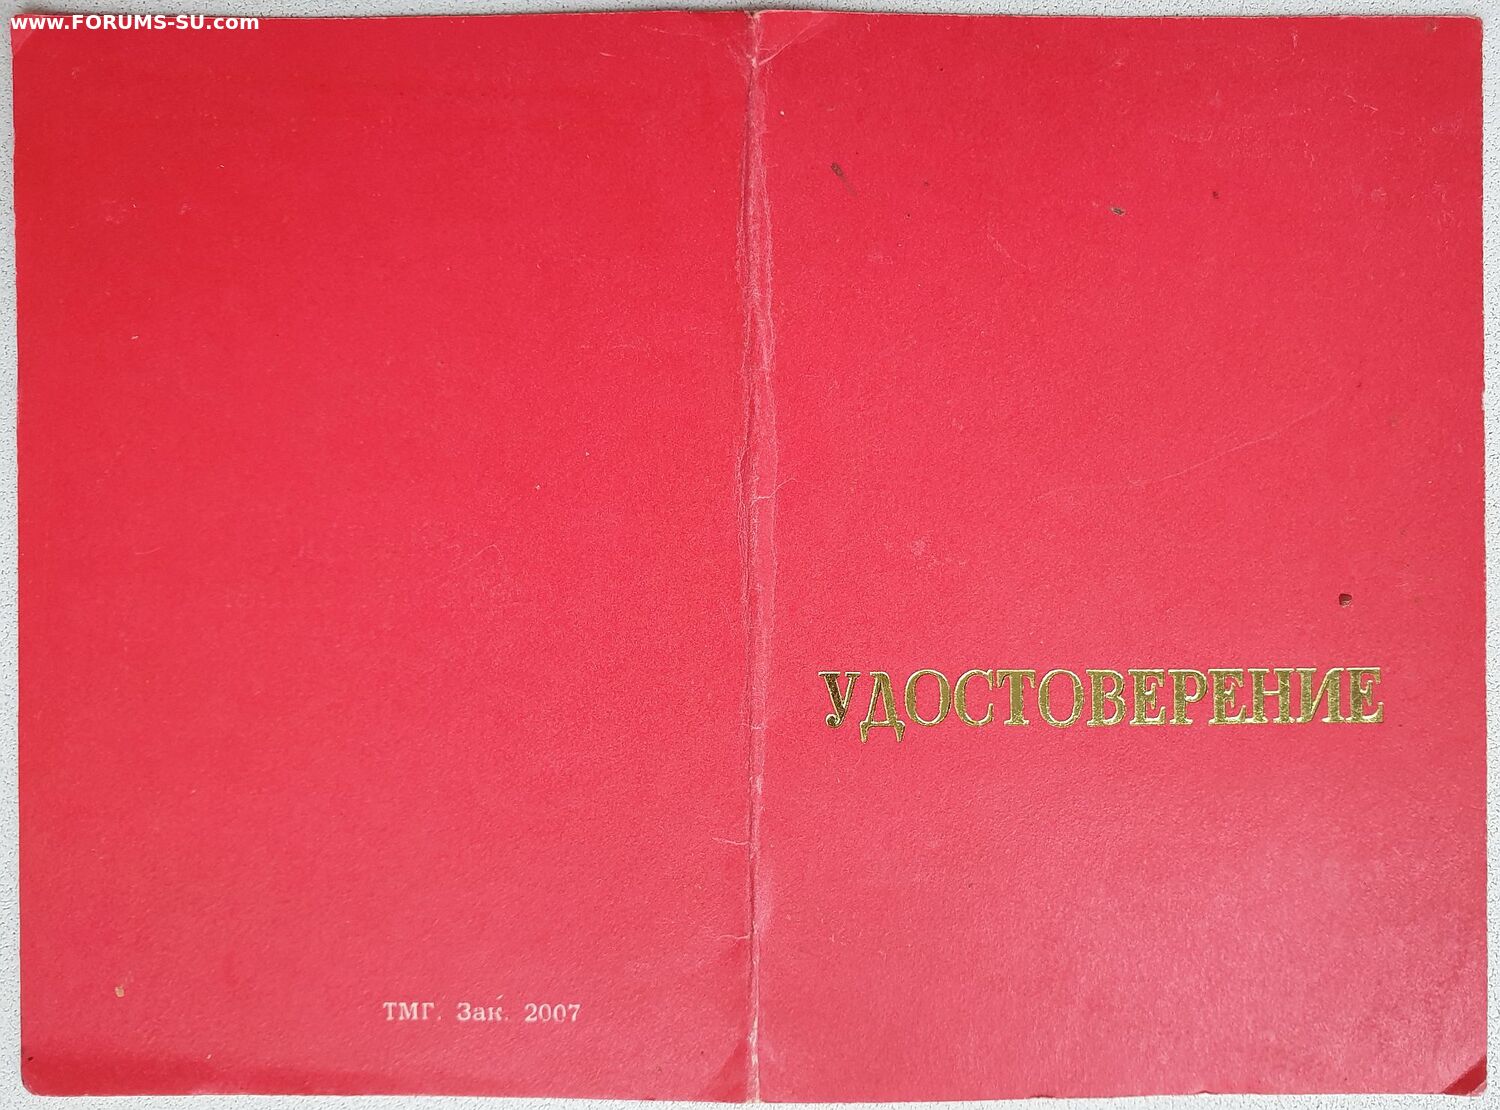 www.FORUMS-SU.com
УДОСТОВЕРЕНИЕ
ТМГ. Зак. 2007